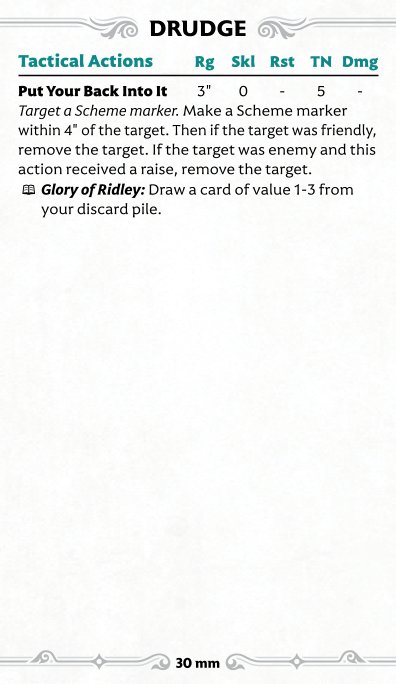 DRUDGE
Tactical Actions Rg Skl Rst TN Dmg
Put Your Back Into It 3" 0 - 5 -
Target a Scheme marker. Make a Scheme marker
within 4" of the target. Then if the target was friendly,
remove the target. If the target was enemy and this
action received a raise, remove the target.
Glory of Ridley: Draw a card of value 1-3 from
your discard pile.
30 mm